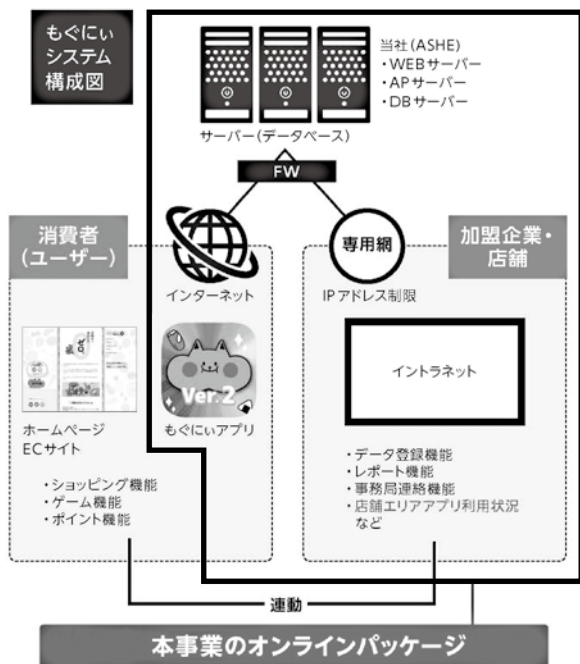 もぐにぃ
システム
構成図
当社(ASHE)
・WEBサーバー
・APサーバー
・DBサーバー
サーバー(データベース)
FW
消費者
(ユーザー)
インターネット
専用網
IPアドレス制限
加盟企業・
店舗
ホームページ
ECサイト
・ショッピング機能
・ゲーム機能
・ポイント機能
Ver.2
もぐにぃアプリ
イントラネット
・データ登録機能
・レポート機能
・事務局連絡機能
・店舗エリアアプリ利用状況
など
連動
本事業のオンラインパッケージ